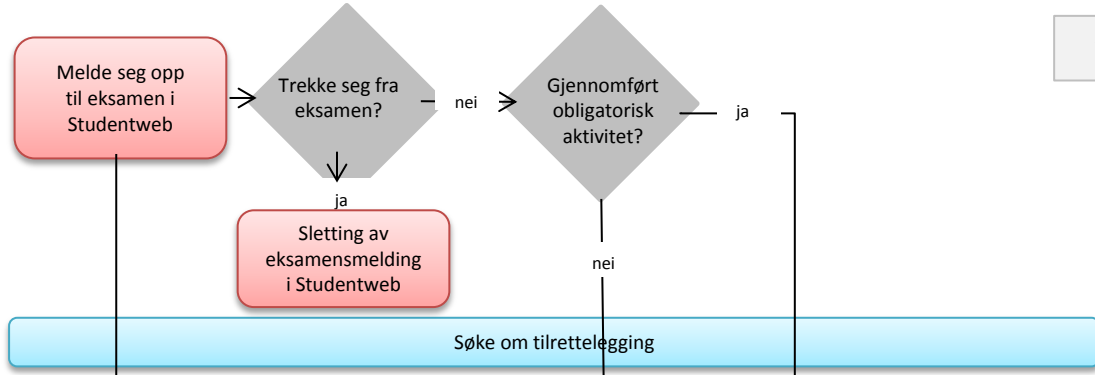 Melde seg opp
til eksamen i
Studentweb
Trekke seg fra
eksamen?
nei
Gjennomført
obligatorisk
aktivitet?
ja
ja
Sletting av
eksamensmelding
i Studentweb
nei
Søke om tilrettelegging